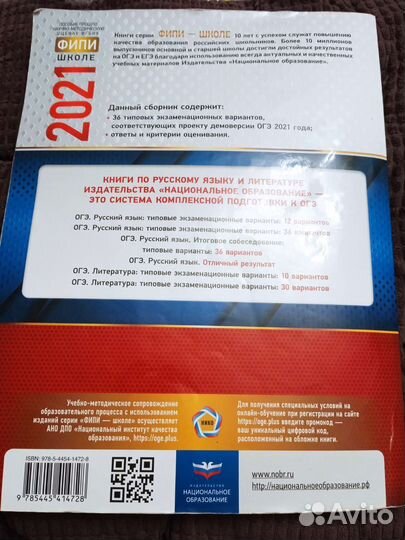 ПОСОБИЕ ПРОШЛО
НАУЧНО-МЕТОДИЧЕСКУЮ
ОЦЕНКУ В ФГБНУ
ФИПИ
ШКОЛЕ
2021
Книги серии ФИПИ — ШКОЛЕ 10 лет с успехом служат повышению
качества образования российских школьников. Более 10 миллионов
выпускников основной и старшей школы достигли достойных результатов
на ОГЭ и ЕГЭ благодаря использованию всегда актуальных и качествен-
ных учебных материалов Издательства «Национальное образование».
Данный сборник содержит:
• 36 типовых экзаменационных вариантов,
соответствующих проекту демоверсии ОГЭ 2021 года;
• ответы и критерии оценивания.
КНИГИ ПО РУССКОМУ ЯЗЫКУ И ЛИТЕРАТУРЕ
ИЗДАТЕЛЬСТВА «НАЦИОНАЛЬНОЕ ОБРАЗОВАНИЕ» —
ЭТО СИСТЕМА КОМПЛЕКСНОЙ ПОДГОТОВКИ К ОГЭ
ОГЭ. Русский язык: типовые экзаменационные варианты: 12 вариантов
ОГЭ. Русский язык: типовые экзаменационные варианты: 36 вариантов
ОГЭ. Русский язык. Итоговое собеседование:
типовые варианты: 36 вариантов
ОГЭ. Русский язык. Отличный результат
ОГЭ. Литература: типовые экзаменационные варианты: 10 вариантов
ОГЭ. Литература: типовые экзаменационные варианты: 30 вариантов
Учебно-методическое сопровождение
образовательного процесса с использованием
изданий серии «ФИПИ — школе» осуществляет
АНО ДПО «Национальный институт качества
образования», https://oge.plus.
НИКО
Для получения специальных условий на
онлайн-обучение при регистрации на сайте
https://oge.plus введите промокод —
ваш уникальный цифровой код,
расположенный на обложке книги.
ISBN: 978-5-4454-1472-8
9 785445 414728
ИЗДАТЕЛЬСТВО
НАЦИОНАЛЬНОЕ
ОБРАЗОВАНИЕ
www.nobr.ru
http://национальноеобразование.рф
Avito